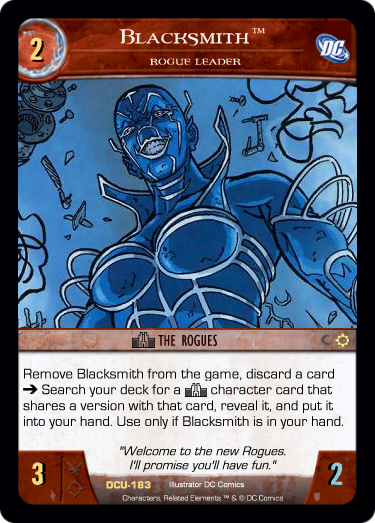 2
BLACKSMITH™
DC
ROGUE LEADER
THE ROGUES
Remove Blacksmith from the game, discard a card
➔ Search your deck for a character card that
shares a version with that card, reveal it, and put it
into your hand. Use only if Blacksmith is in your hand.
"Welcome to the new Rogues.
I'll promise you'll have fun."
3
DCU-183 Illustrator DC Comics
2
Characters, Related Elements ™ & © DC Comics